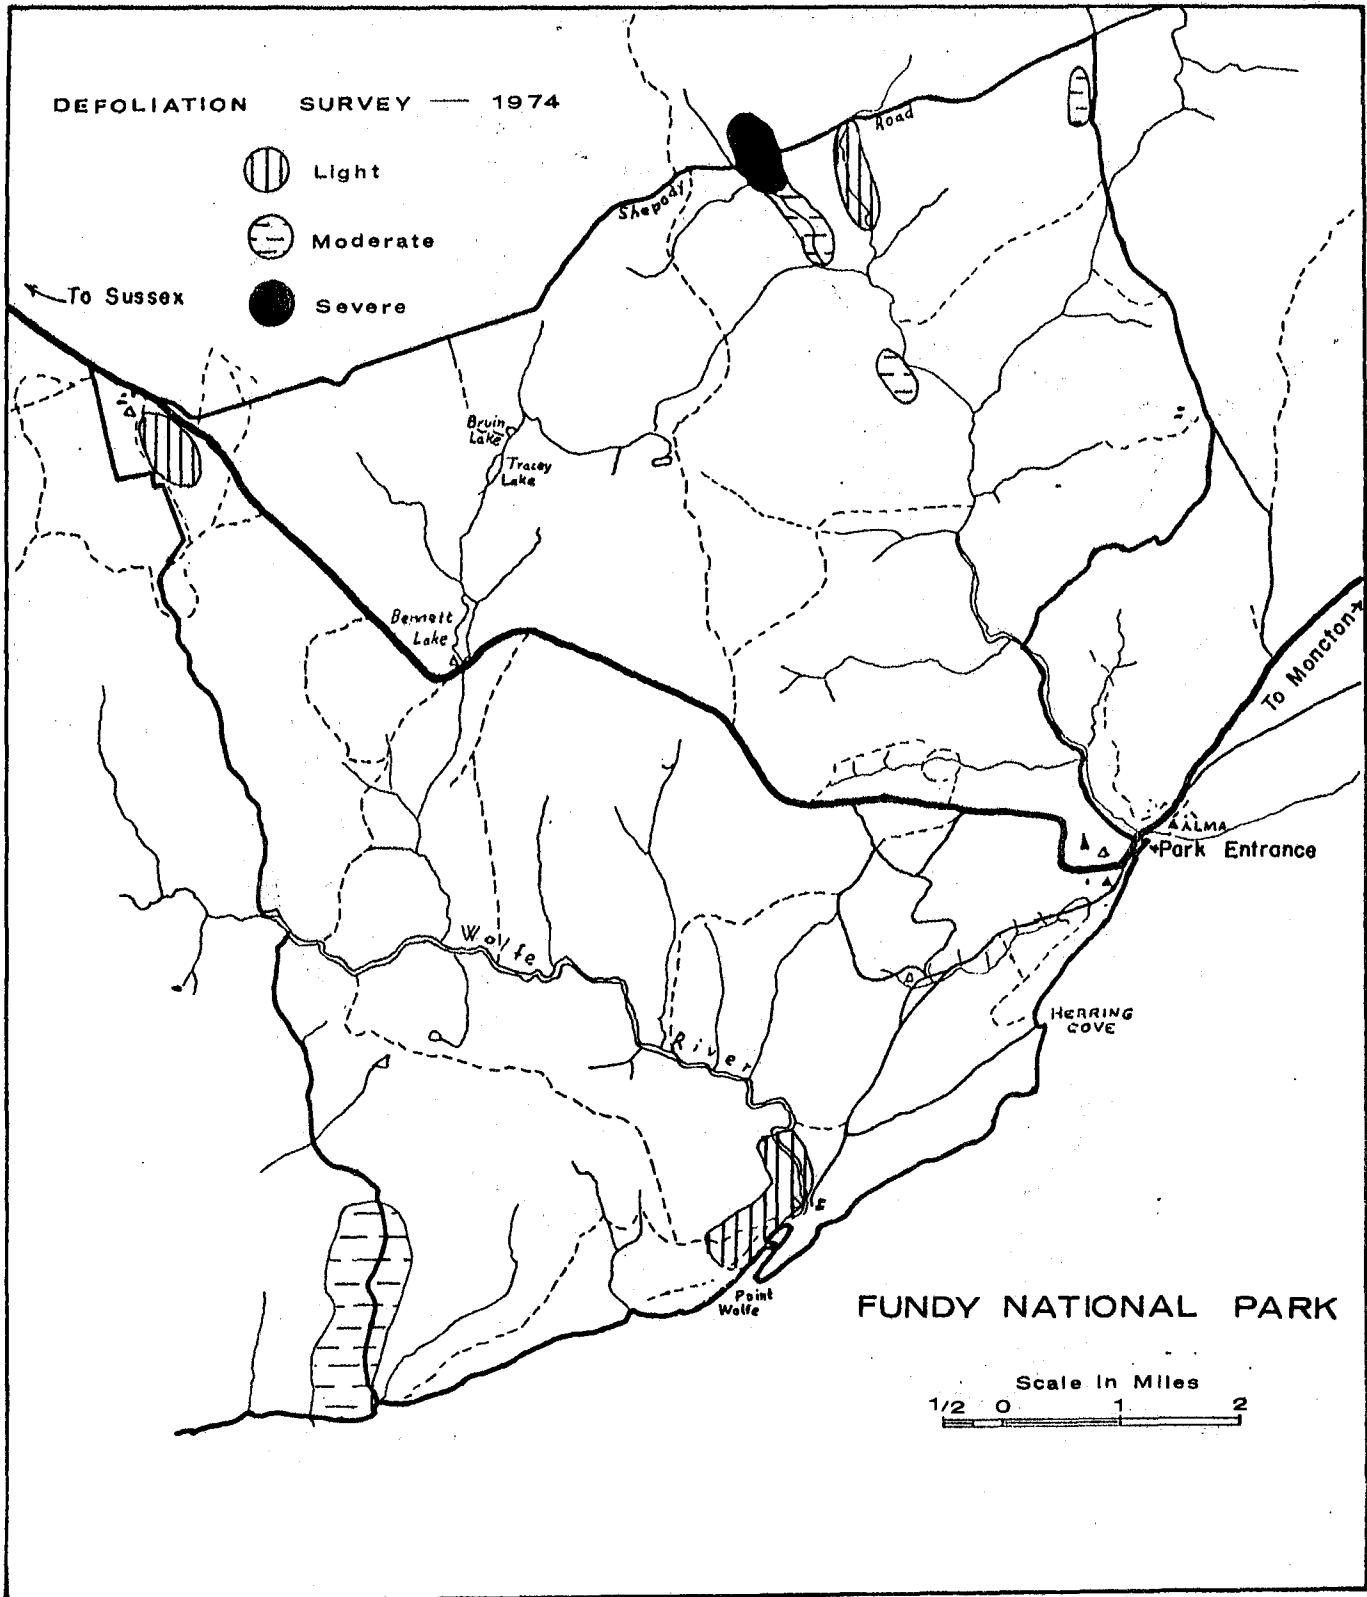 DEFOLIATION SURVEY — 1974
Light
Moderate
Severe
To Sussex
Shepody
Road
Bruin
Lake
Tracey
Lake
Bennett
Lake
To Moncton
ALMA
Park Entrance
Wolfe
River
HERRING
COVE
Point
Wolfe
FUNDY NATIONAL PARK
Scale in Miles
1/2 0 1 2